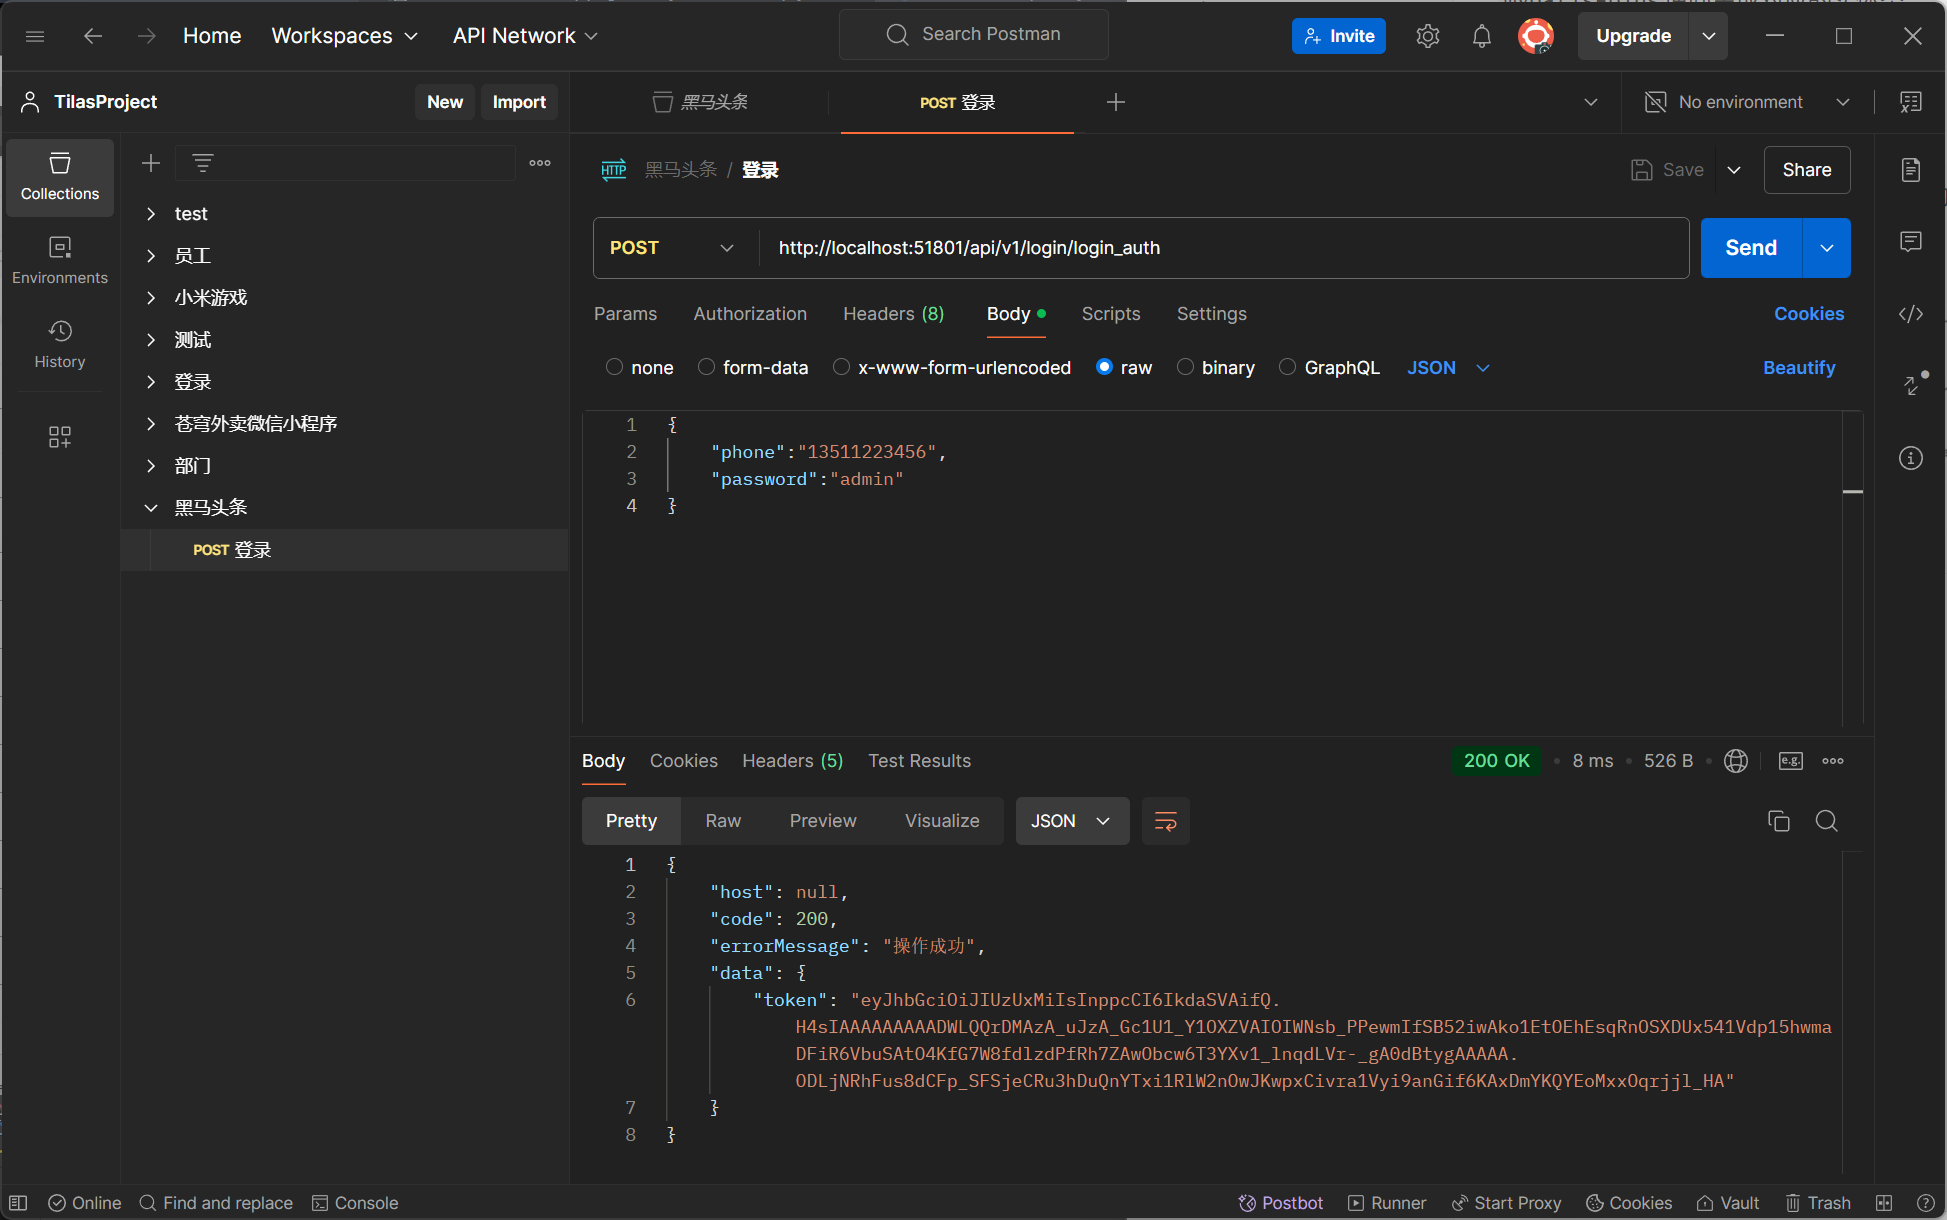 Home
Workspaces
API Network
Search Postman
Invite
Upgrade
TilasProject
New
Import
黑马头条
POST 登录
No environment
Collections
Environments
History
test
员工
小米游戏
测试
登录
苍穹外卖微信小程序
部门
黑马头条
POST 登录
HTTP
黑马头条 / 登录
Save
Share
POST
http://localhost:51801/api/v1/login/login_auth
Send
Params
Authorization
Headers (8)
Body
Scripts
Settings
Cookies
none
form-data
x-www-form-urlencoded
raw
binary
GraphQL
JSON
Beautify
1 {
2 "phone":"13511223456",
3 "password":"admin"
4 }
Body
Cookies
Headers (5)
Test Results
200 OK
8 ms
526 B
e.g.
Pretty
Raw
Preview
Visualize
JSON
1 {
2 "host": null,
3 "code": 200,
4 "errorMessage": "操作成功",
5 "data": {
6 "token": "eyJhbGciOiJIUzUxMiIsInppcCI6IkdaSVAifQ.
H4sIAAAAAAAAADWLQQrDMAzA_uJzA_Gc1U1_Y1OXZVAIOIWNsb_PPewmIfSB52iwAko1EtOEhEsqRnOSXDUx541Vdp15hwma
DFiR6VbuSAtO4KfG7W8fdlzdPfRh7ZAwObcw6T3YXv1_lnqdLVr-_gA0dBtygAAAAA.
ODLjNRhFus8dCFp_SFSjeCRu3hDuQnYTxi1RlW2nOwJKwpxCivra1Vyi9anGif6KAxDmYKQYEoMxxOqrjjl_HA"
7 }
8 }
Online
Find and replace
Console
Postbot
Runner
Start Proxy
Cookies
Vault
Trash